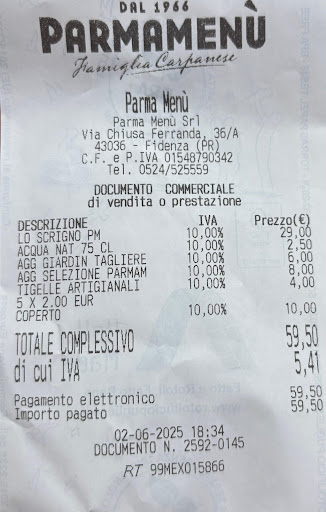 DAL 1966
PARMAMENÙ
Famiglia Carpanese
Parma Menù
Parma Menù Srl
Via Chiusa Ferranda, 36/A
43036 - Fidenza (PR)
C.F. e P.IVA 01548790342
Tel. 0524/525559
DOCUMENTO COMMERCIALE
di vendita o prestazione
DESCRIZIONE IVA Prezzo(€)
LO SCRIGNO PM 10,00% 29,00
ACQUA NAT 75 CL 10,00% 2,50
AGG GIARDIN TAGLIERE 10,00% 6,00
AGG SELEZIONE PARMAM 10,00% 8,00
TIGELLE ARTIGIANALI 10,00% 4,00
5 X 2.00 EUR
COPERTO 10,00% 10,00
TOTALE COMPLESSIVO 59,50
di cui IVA 5,41
Pagamento elettronico 59,50
Importo pagato 59,50
02-06-2025 18:34
DOCUMENTO N. 2592-0145
RT 99MEX015866